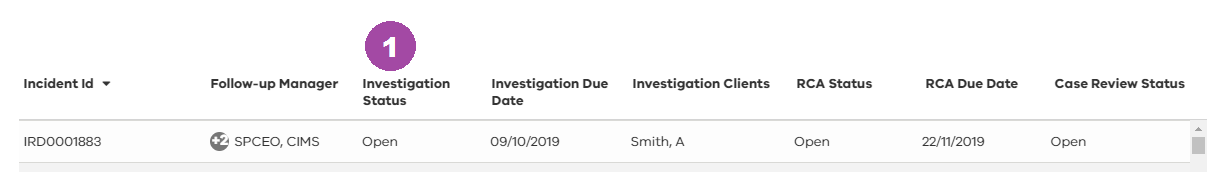 1
Incident Id Follow-up Manager Investigation Status Investigation Due Date Investigation Clients RCA Status RCA Due Date Case Review Status
IRD0001883 +2 SPCEO, CIMS Open 09/10/2019 Smith, A Open 22/11/2019 Open